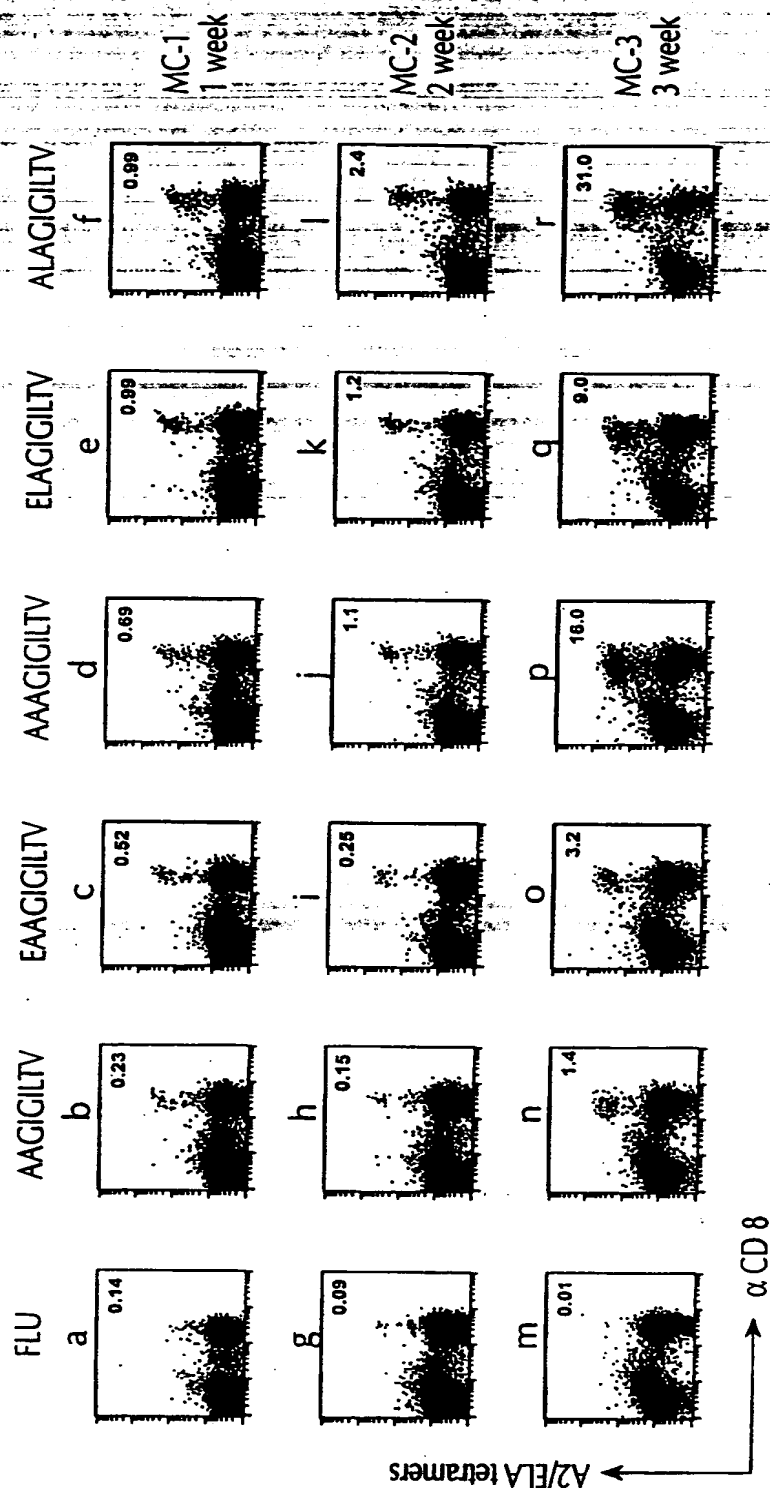 FLU AAGIGILTV EAAGIGILTV AAAGIGILTV ELAGIGILTV ALAGIGILTV
a b c d e f
0.14 0.23 0.52 0.69 0.99 0.99
MC-1
1 week
g h i j k l
0.09 0.15 0.25 1.1 1.2 2.4
MC-2
2 week
m n o p q r
0.01 1.4 3.2 16.0 9.0 31.0
MC-3
3 week
A2/ELA tetramers
α CD 8